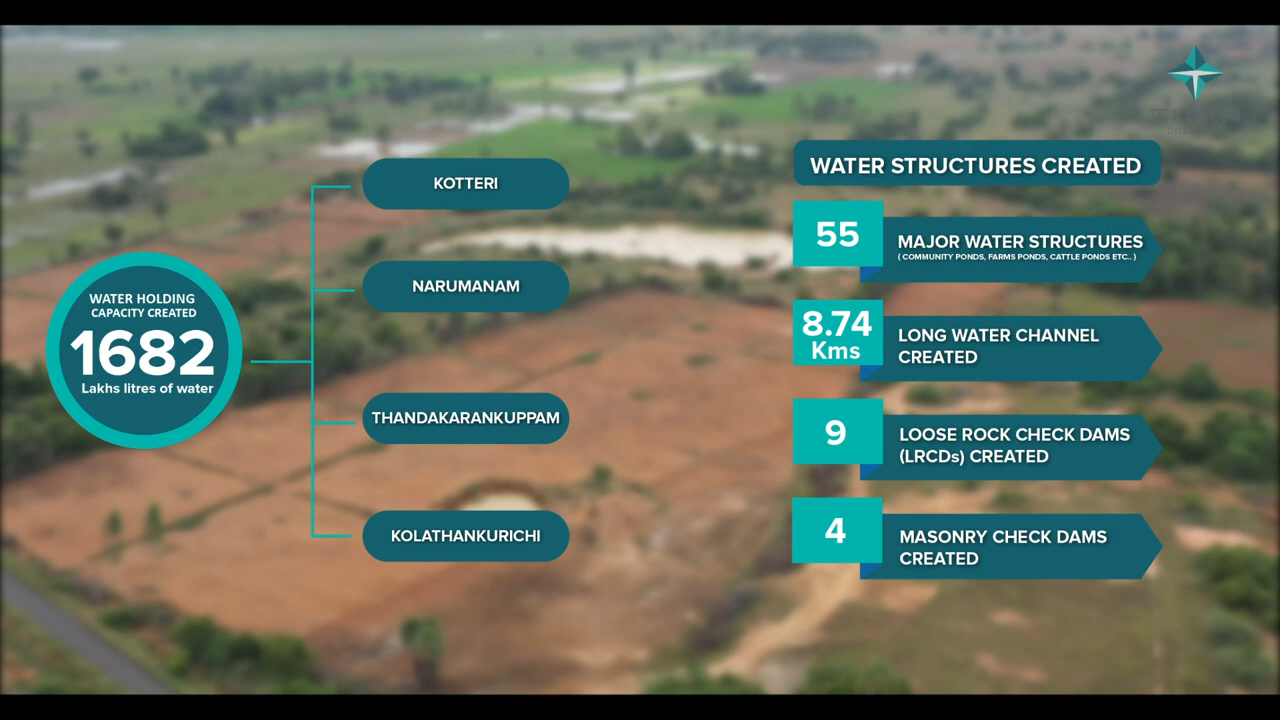 WATER HOLDING
CAPACITY CREATED
1682
Lakhs litres of water
KOTTERI
NARUMANAM
THANDAKARANKUPPAM
KOLATHANKURICHI
WATER STRUCTURES CREATED
55
MAJOR WATER STRUCTURES
( COMMUNITY PONDS, FARMS PONDS, CATTLE PONDS ETC.. )
8.74
Kms
LONG WATER CHANNEL
CREATED
9
LOOSE ROCK CHECK DAMS
(LRCDs) CREATED
4
MASONRY CHECK DAMS
CREATED